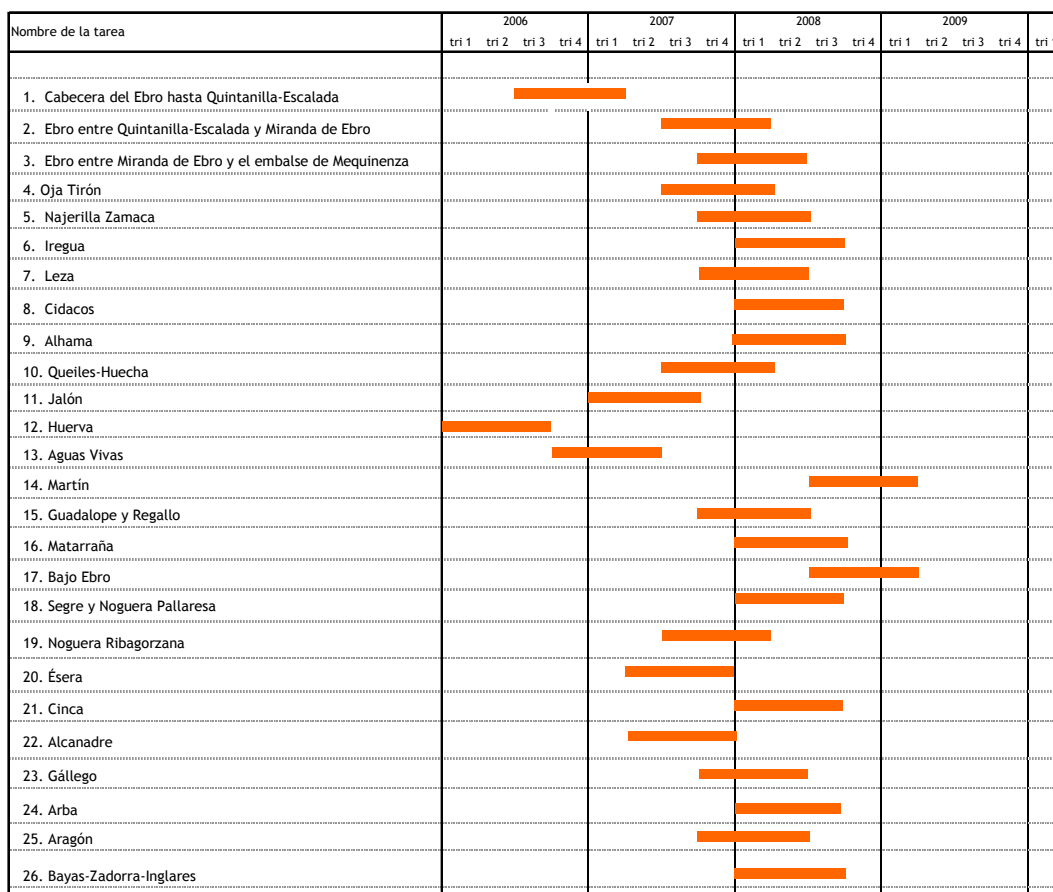 2006 2007 2008 2009
Nombre de la tarea
tri 1 tri 2 tri 3 tri 4 tri 1 tri 2 tri 3 tri 4 tri 1 tri 2 tri 3 tri 4 tri 1 tri 2 tri 3 tri 4 tri 1
1. Cabecera del Ebro hasta Quintanilla-Escalada
2. Ebro entre Quintanilla-Escalada y Miranda de Ebro
3. Ebro entre Miranda de Ebro y el embalse de Mequinenza
4. Oja Tirón
5. Najerilla Zamaca
6. Iregua
7. Leza
8. Cidacos
9. Alhama
10. Queiles-Huecha
11. Jalón
12. Huerva
13. Aguas Vivas
14. Martín
15. Guadalope y Regallo
16. Matarraña
17. Bajo Ebro
18. Segre y Noguera Pallaresa
19. Noguera Ribagorzana
20. Ésera
21. Cinca
22. Alcanadre
23. Gállego
24. Arba
25. Aragón
26. Bayas-Zadorra-Inglares